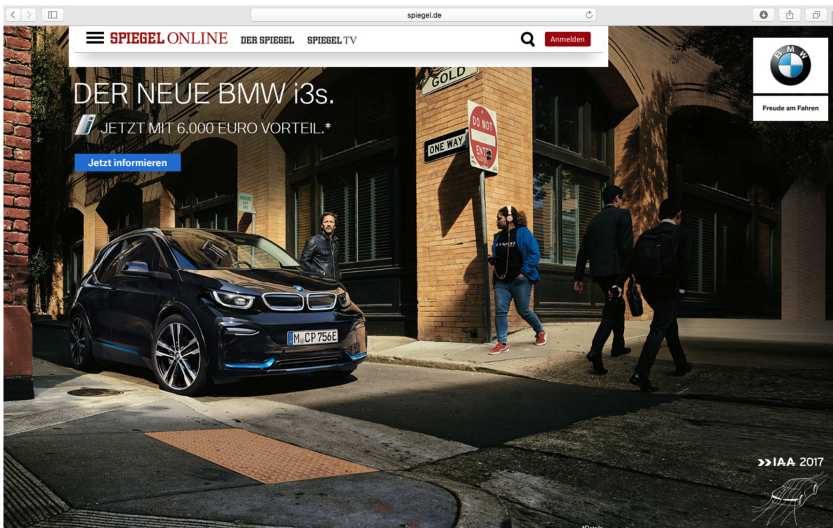 spiegel.de
SPIEGEL ONLINE DER SPIEGEL SPIEGEL TV Anmelden
BMW
Freude am Fahren
DER NEUE BMW i3s.
JETZT MIT 6.000 EURO VORTEIL.*
Jetzt informieren
GOLD
DO NOT
ENTER
ONE WAY
M CP 756E
IAA 2017
*Details